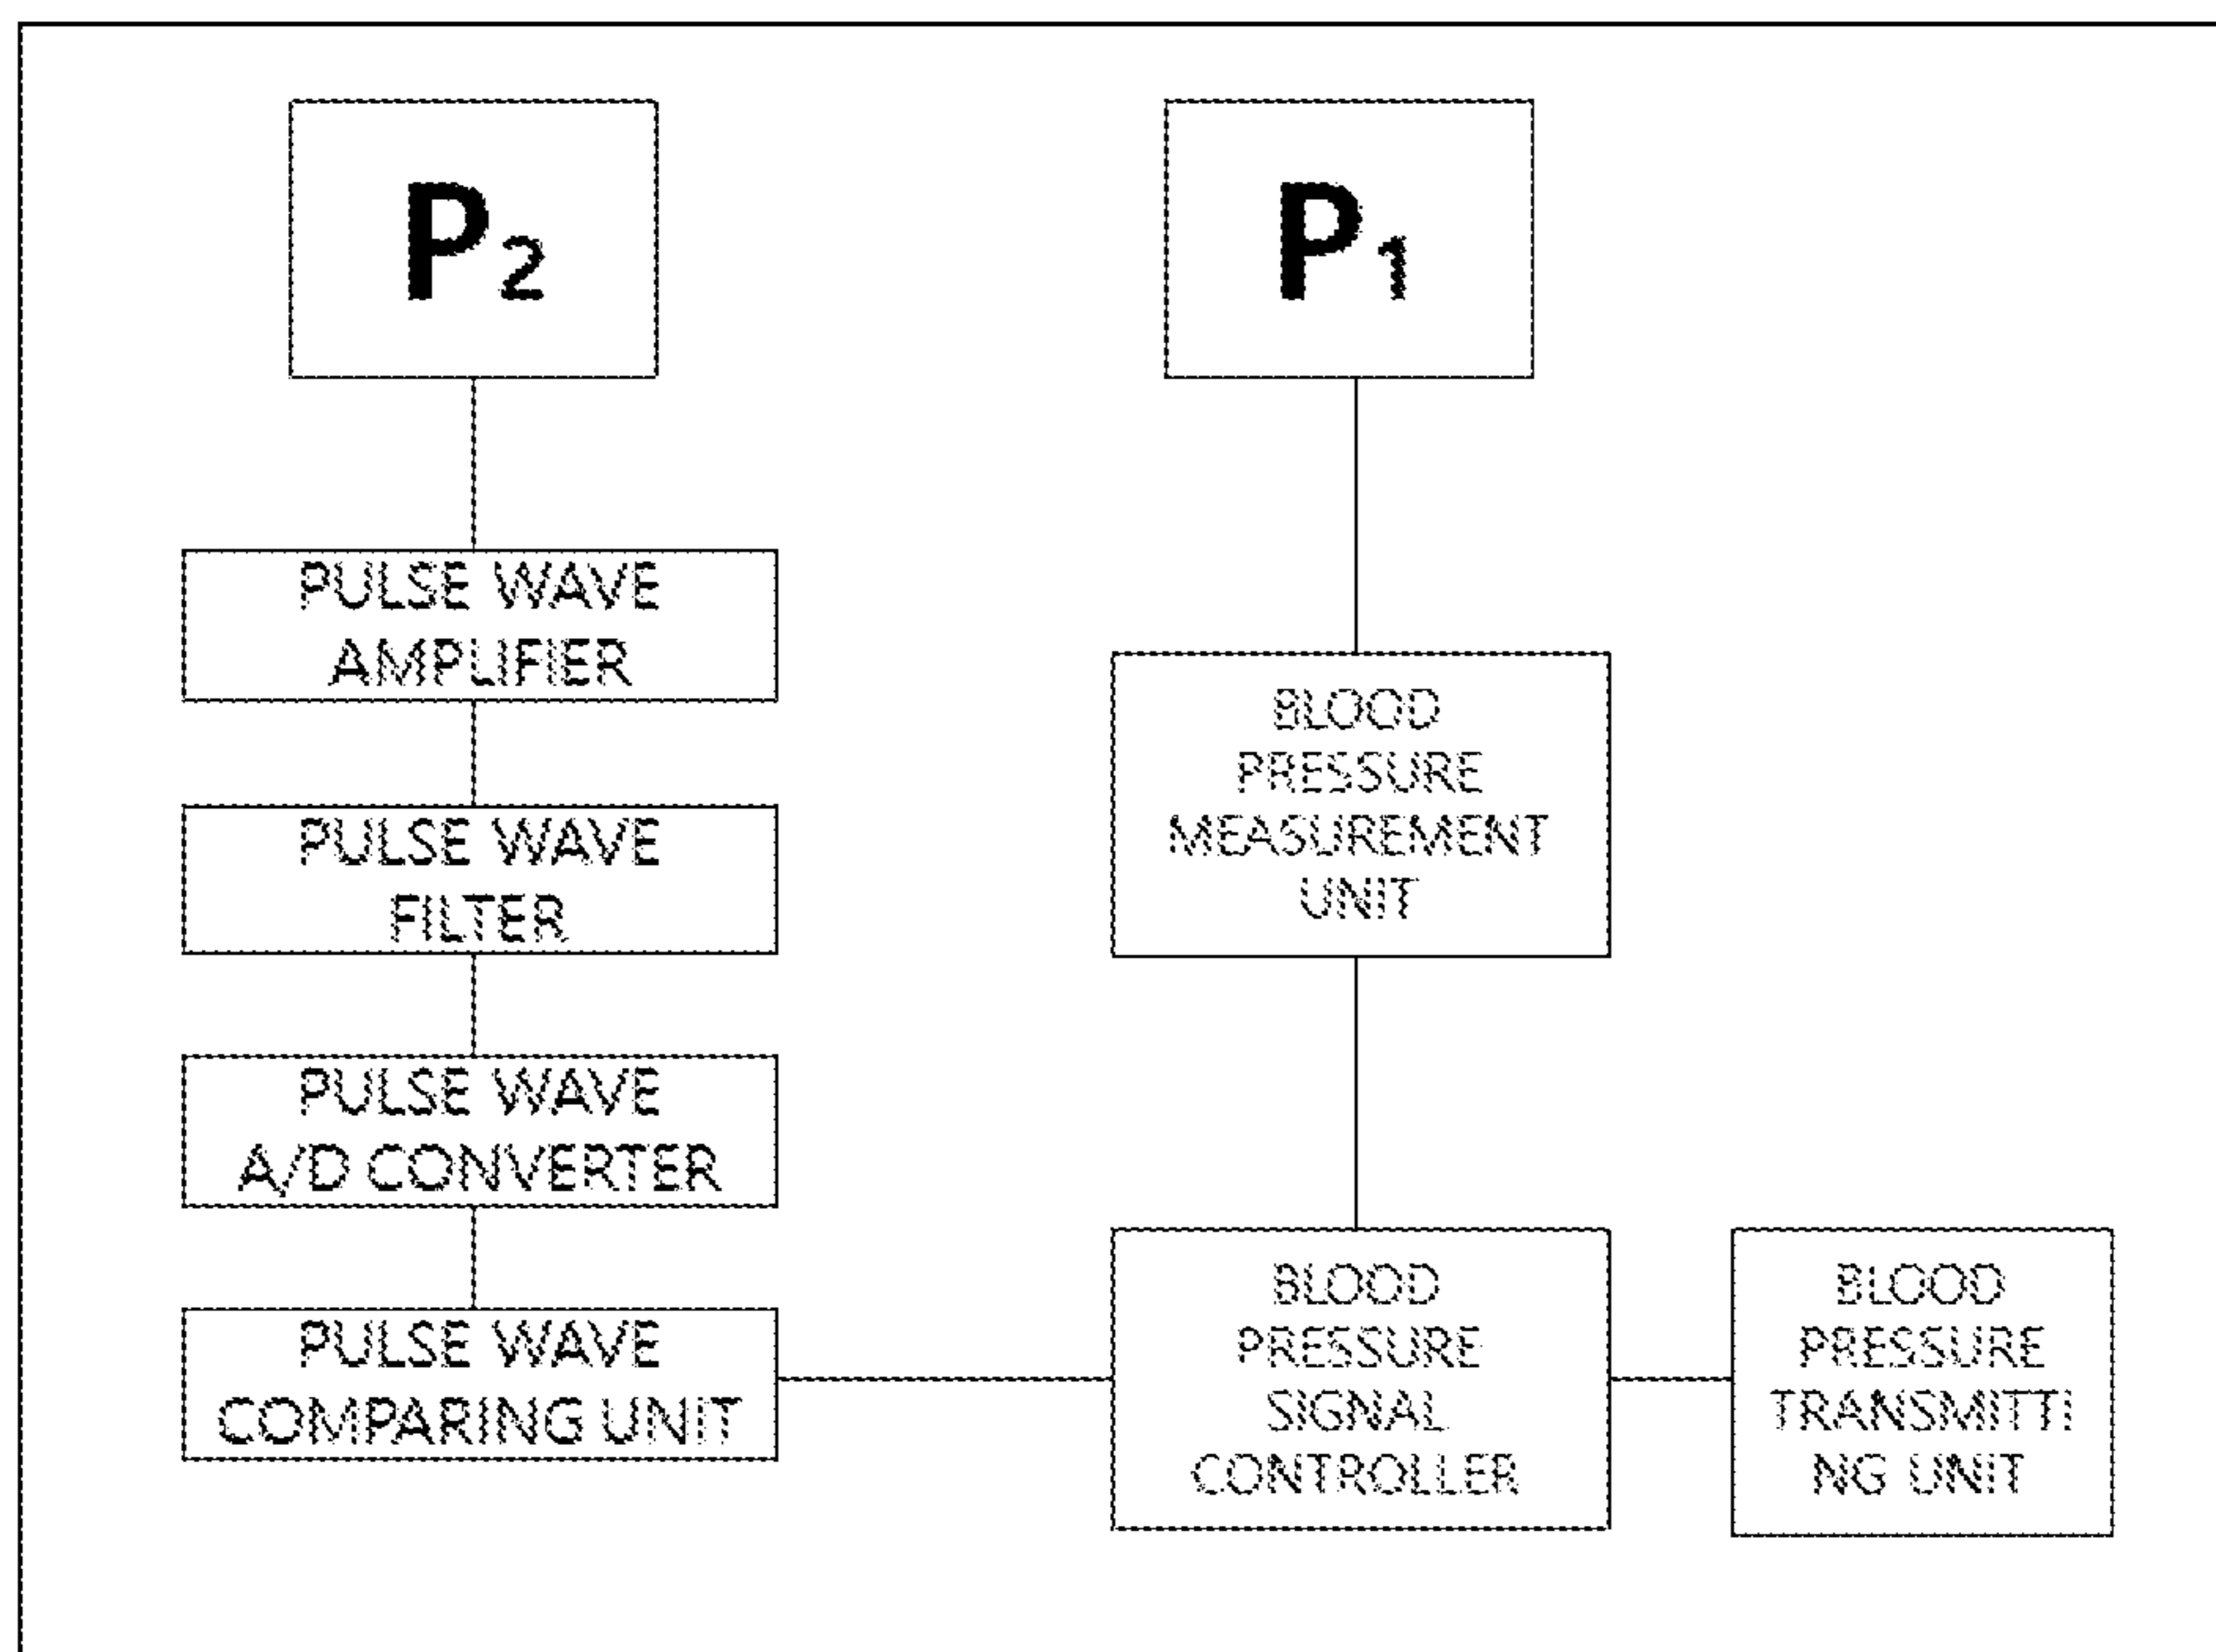 P2
PULSE WAVE
AMPLIFIER
PULSE WAVE
FILTER
PULSE WAVE
A/D CONVERTER
PULSE WAVE
COMPARING UNIT
P1
BLOOD
PRESSURE
MEASUREMENT
UNIT
BLOOD
PRESSURE
SIGNAL
CONTROLLER
BLOOD
PRESSURE
TRANSMITTI
NG UNIT